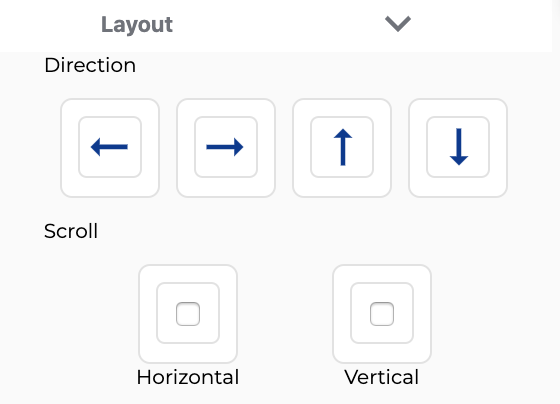 Layout
Direction
Scroll
Horizontal Vertical